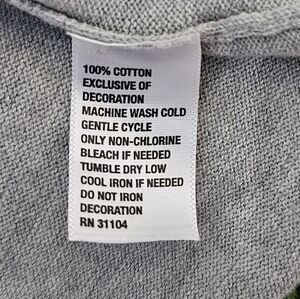 100% COTTON
EXCLUSIVE OF
DECORATION
MACHINE WASH COLD
GENTLE CYCLE
ONLY NON-CHLORINE
BLEACH IF NEEDED
TUMBLE DRY LOW
COOL IRON IF NEEDED
DO NOT IRON
DECORATION
RN 31104